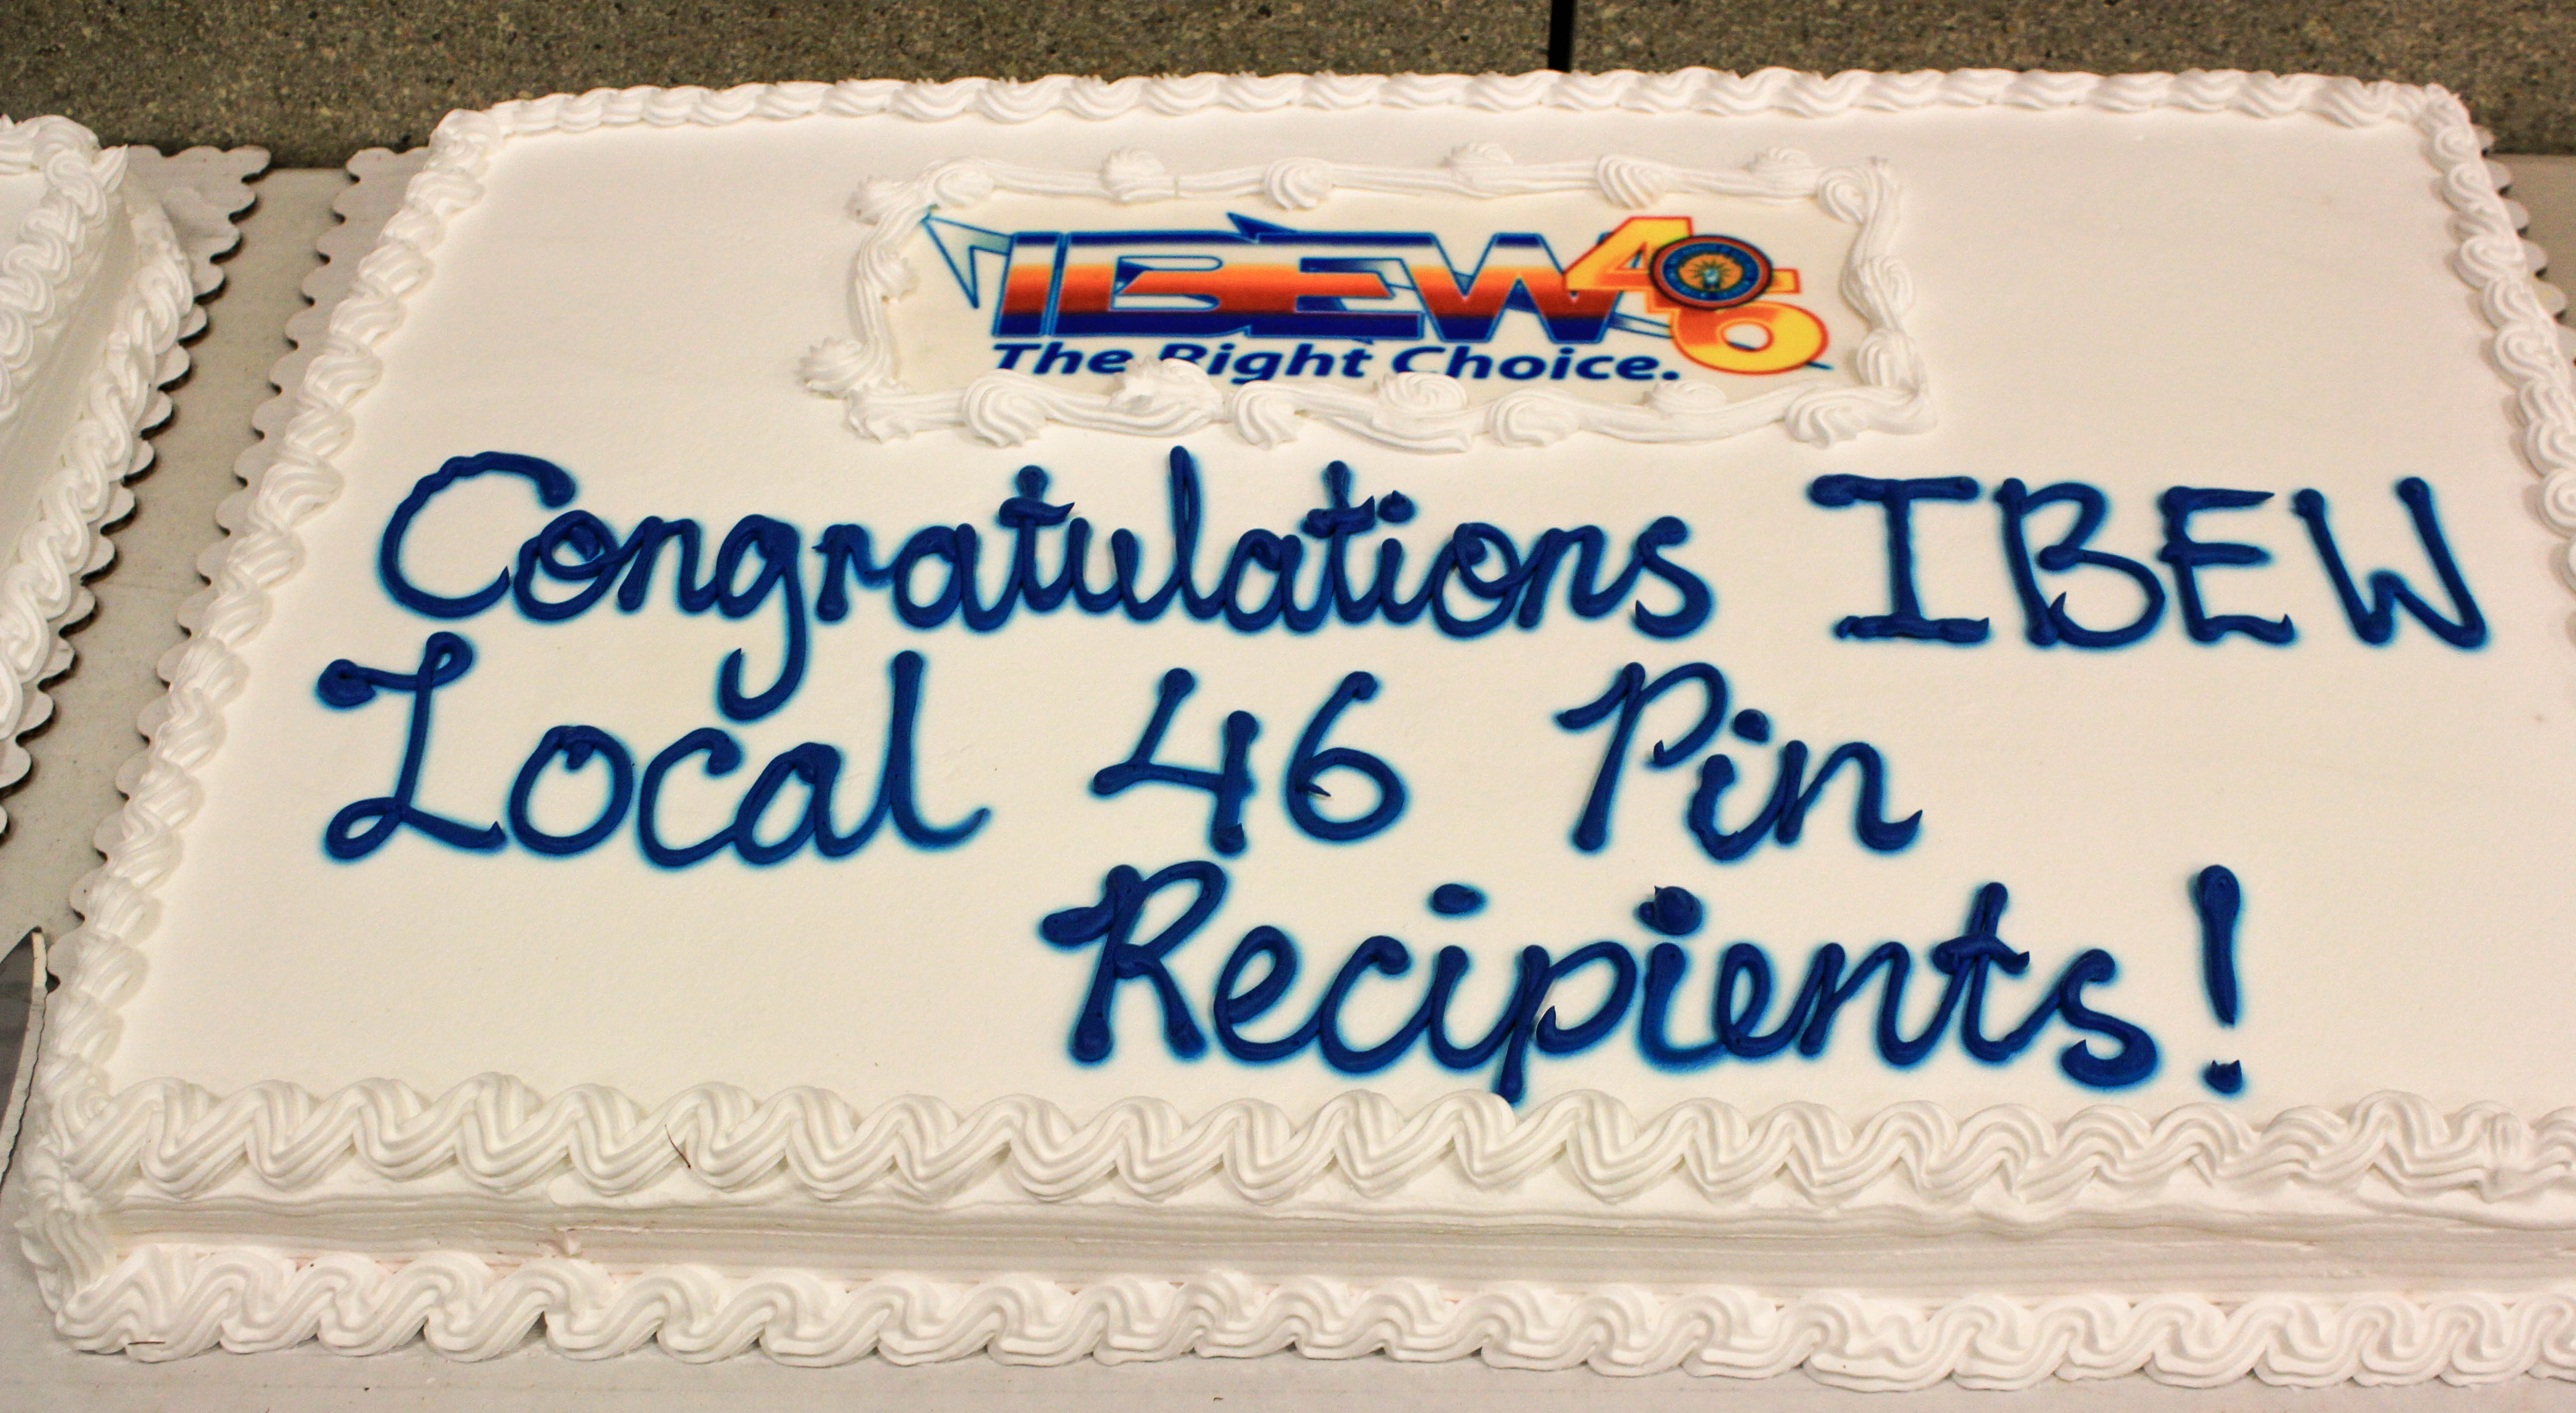 IBEW 46
The Right Choice.
Congratulations IBEW
Local 46 Pin
Recipients!